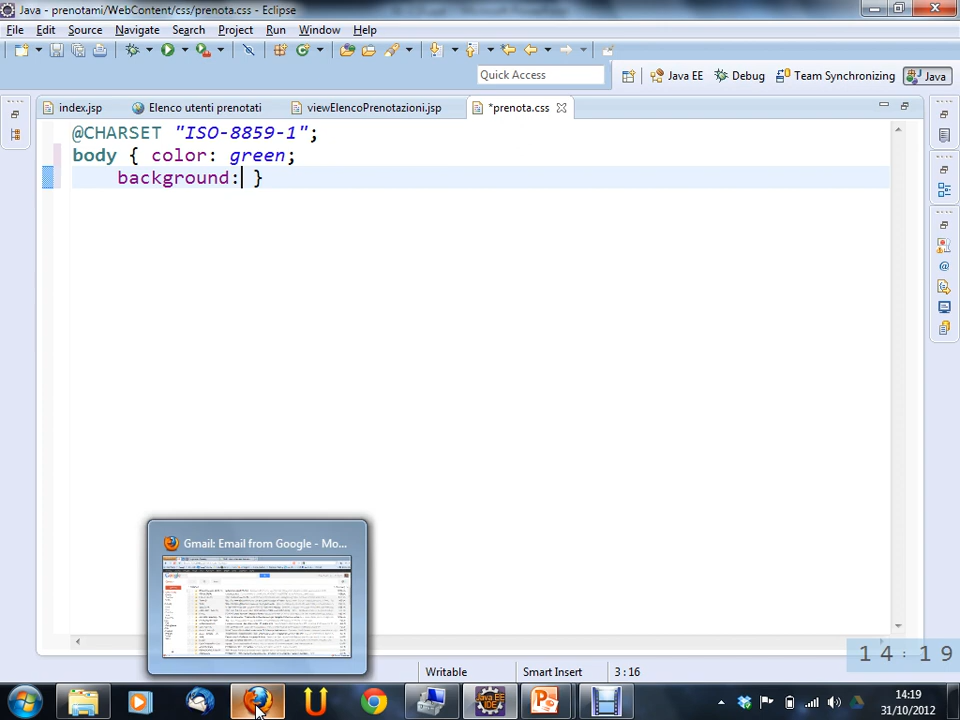 Java - prenotami/WebContent/css/prenota.css - Eclipse
File Edit Source Navigate Search Project Run Window Help
Quick Access
Java EE Debug Team Synchronizing Java
index.jsp Elenco utenti prenotati viewElencoPrenotazioni.jsp *prenota.css
@CHARSET "ISO-8859-1";
body { color: green;
background: }
Gmail: Email from Google - Mo...
14:19
Writable Smart Insert 3 : 16
Java EE
IDE
14:19
31/10/2012